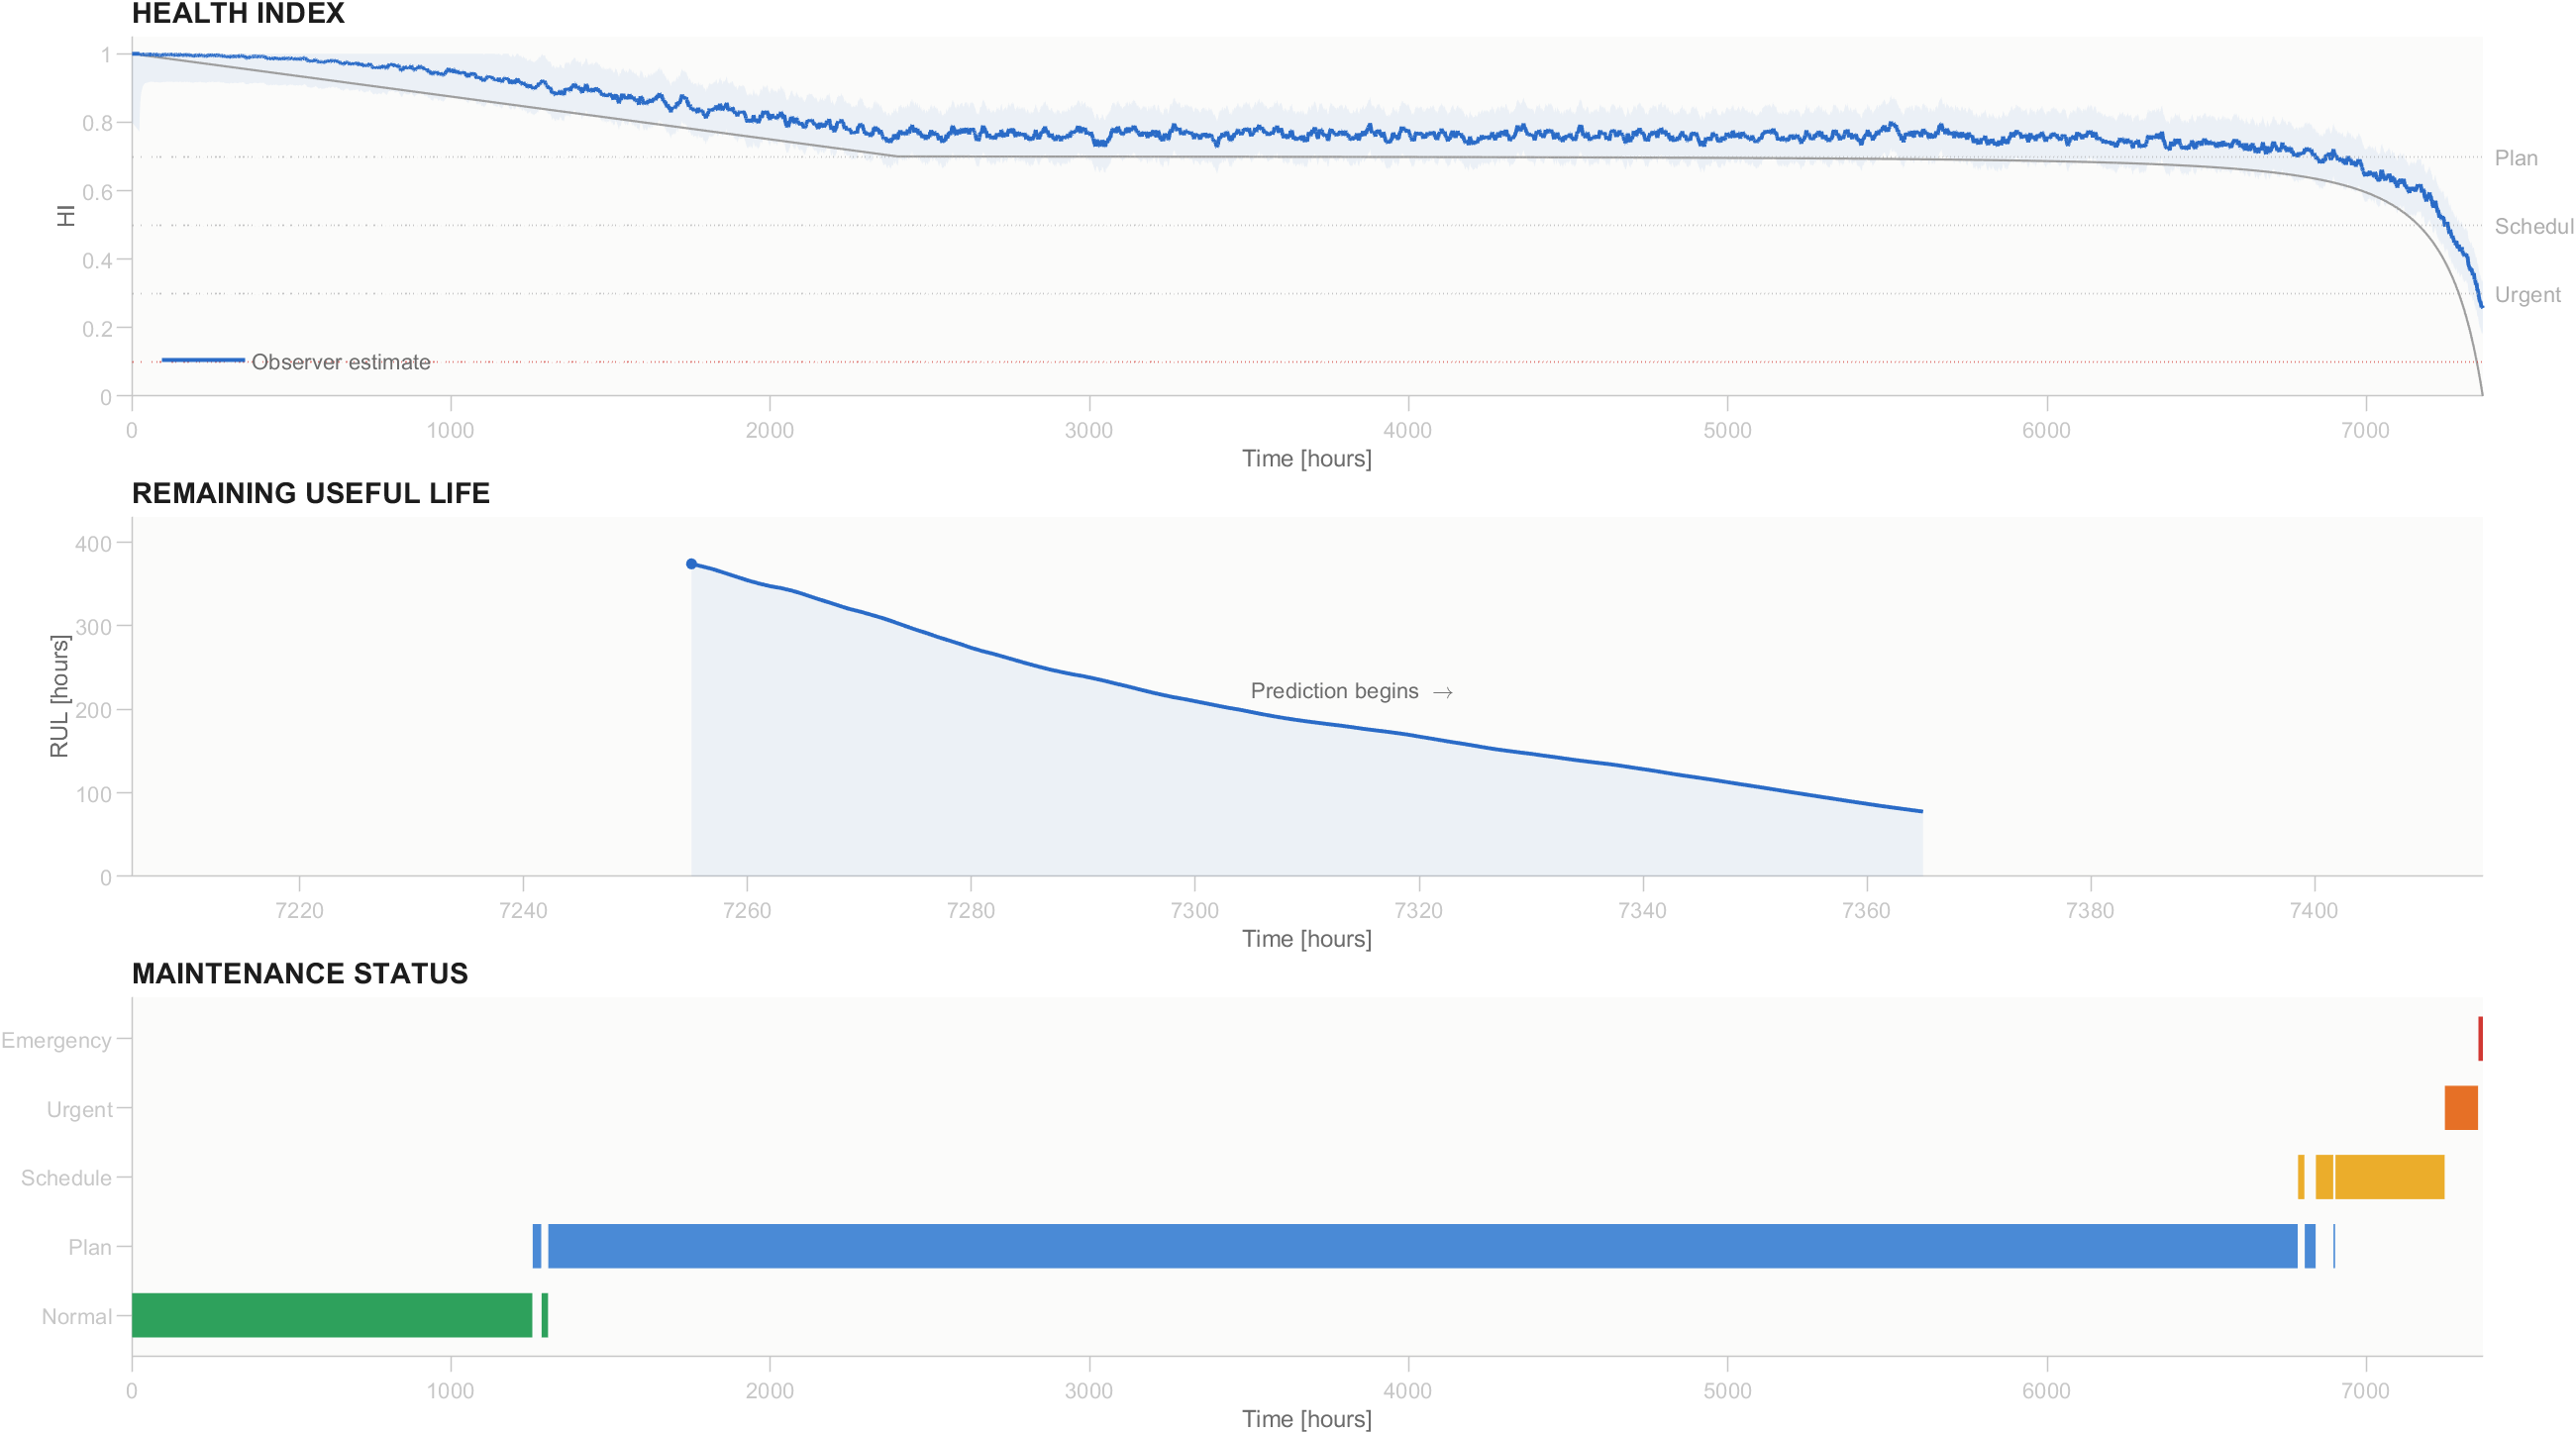 HEALTH INDEX
1
0.8
0.6
0.4
0.2
0
HI
Plan
Schedul
Urgent
Observer estimate
0 1000 2000 3000 4000 5000 6000 7000
Time [hours]
REMAINING USEFUL LIFE
400
300
200
100
0
RUL [hours]
Prediction begins →
7220 7240 7260 7280 7300 7320 7340 7360 7380 7400
Time [hours]
MAINTENANCE STATUS
Emergency
Urgent
Schedule
Plan
Normal
0 1000 2000 3000 4000 5000 6000 7000
Time [hours]